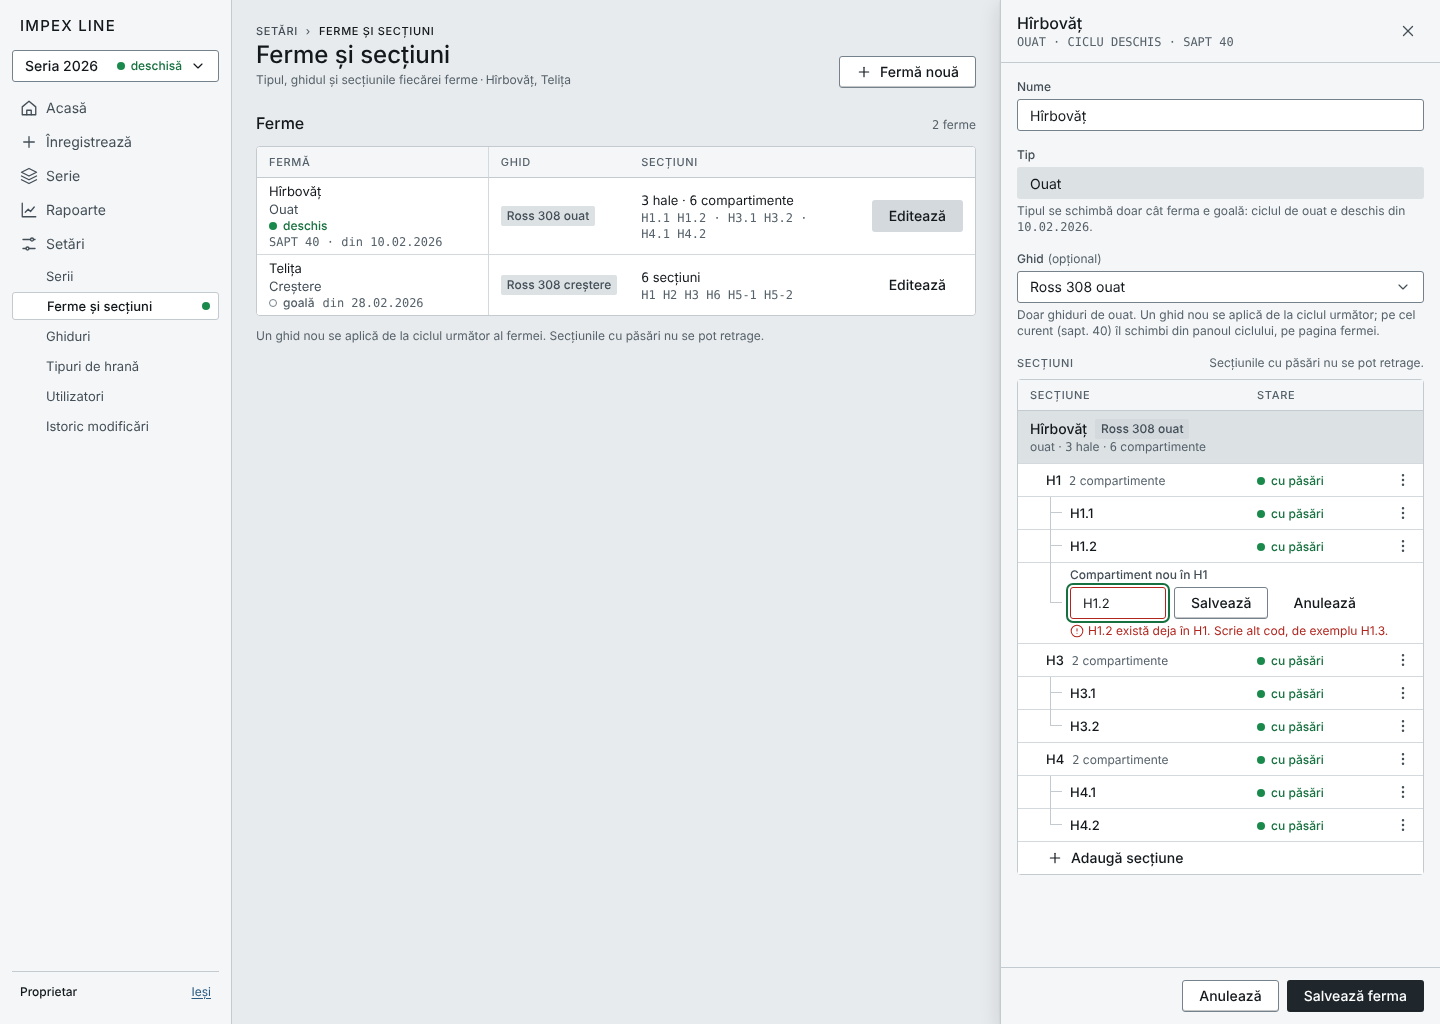 IMPEX LINE
Seria 2026 deschisă
Acasă
Înregistrează
Serie
Rapoarte
Setări
Serii
Ferme și secțiuni
Ghiduri
Tipuri de hrană
Utilizatori
Istoric modificări
Proprietar Ieși
SETĂRI › FERME ȘI SECȚIUNI
Ferme și secțiuni
Tipul, ghidul și secțiunile fiecărei ferme · Hîrbovăț, Telița
Fermă nouă
Ferme
2 ferme
FERMĂ GHID SECȚIUNI
Hîrbovăț
Ouat
deschis
SAPT 40 · din 10.02.2026
Ross 308 ouat
3 hale · 6 compartimente
H1.1 H1.2 · H3.1 H3.2 ·
H4.1 H4.2
Editează
Telița
Creștere
goală din 28.02.2026
Ross 308 creștere
6 secțiuni
H1 H2 H3 H6 H5-1 H5-2
Editează
Un ghid nou se aplică de la ciclul următor al fermei. Secțiunile cu păsări nu se pot retrage.
Hîrbovăț
OUAT · CICLU DESCHIS · SAPT 40
Nume
Hîrbovăț
Tip
Ouat
Tipul se schimbă doar cât ferma e goală: ciclul de ouat e deschis din
10.02.2026.
Ghid (opțional)
Ross 308 ouat
Doar ghiduri de ouat. Un ghid nou se aplică de la ciclul următor; pe cel
curent (sapt. 40) îl schimbi din panoul ciclului, pe pagina fermei.
SECȚIUNI Secțiunile cu păsări nu se pot retrage.
SECȚIUNE STARE
Hîrbovăț Ross 308 ouat
ouat · 3 hale · 6 compartimente
H1 2 compartimente cu păsări
H1.1 cu păsări
H1.2 cu păsări
Compartiment nou în H1
H1.2 Salvează Anulează
H1.2 există deja în H1. Scrie alt cod, de exemplu H1.3.
H3 2 compartimente cu păsări
H3.1 cu păsări
H3.2 cu păsări
H4 2 compartimente cu păsări
H4.1 cu păsări
H4.2 cu păsări
Adaugă secțiune
Anulează Salvează ferma